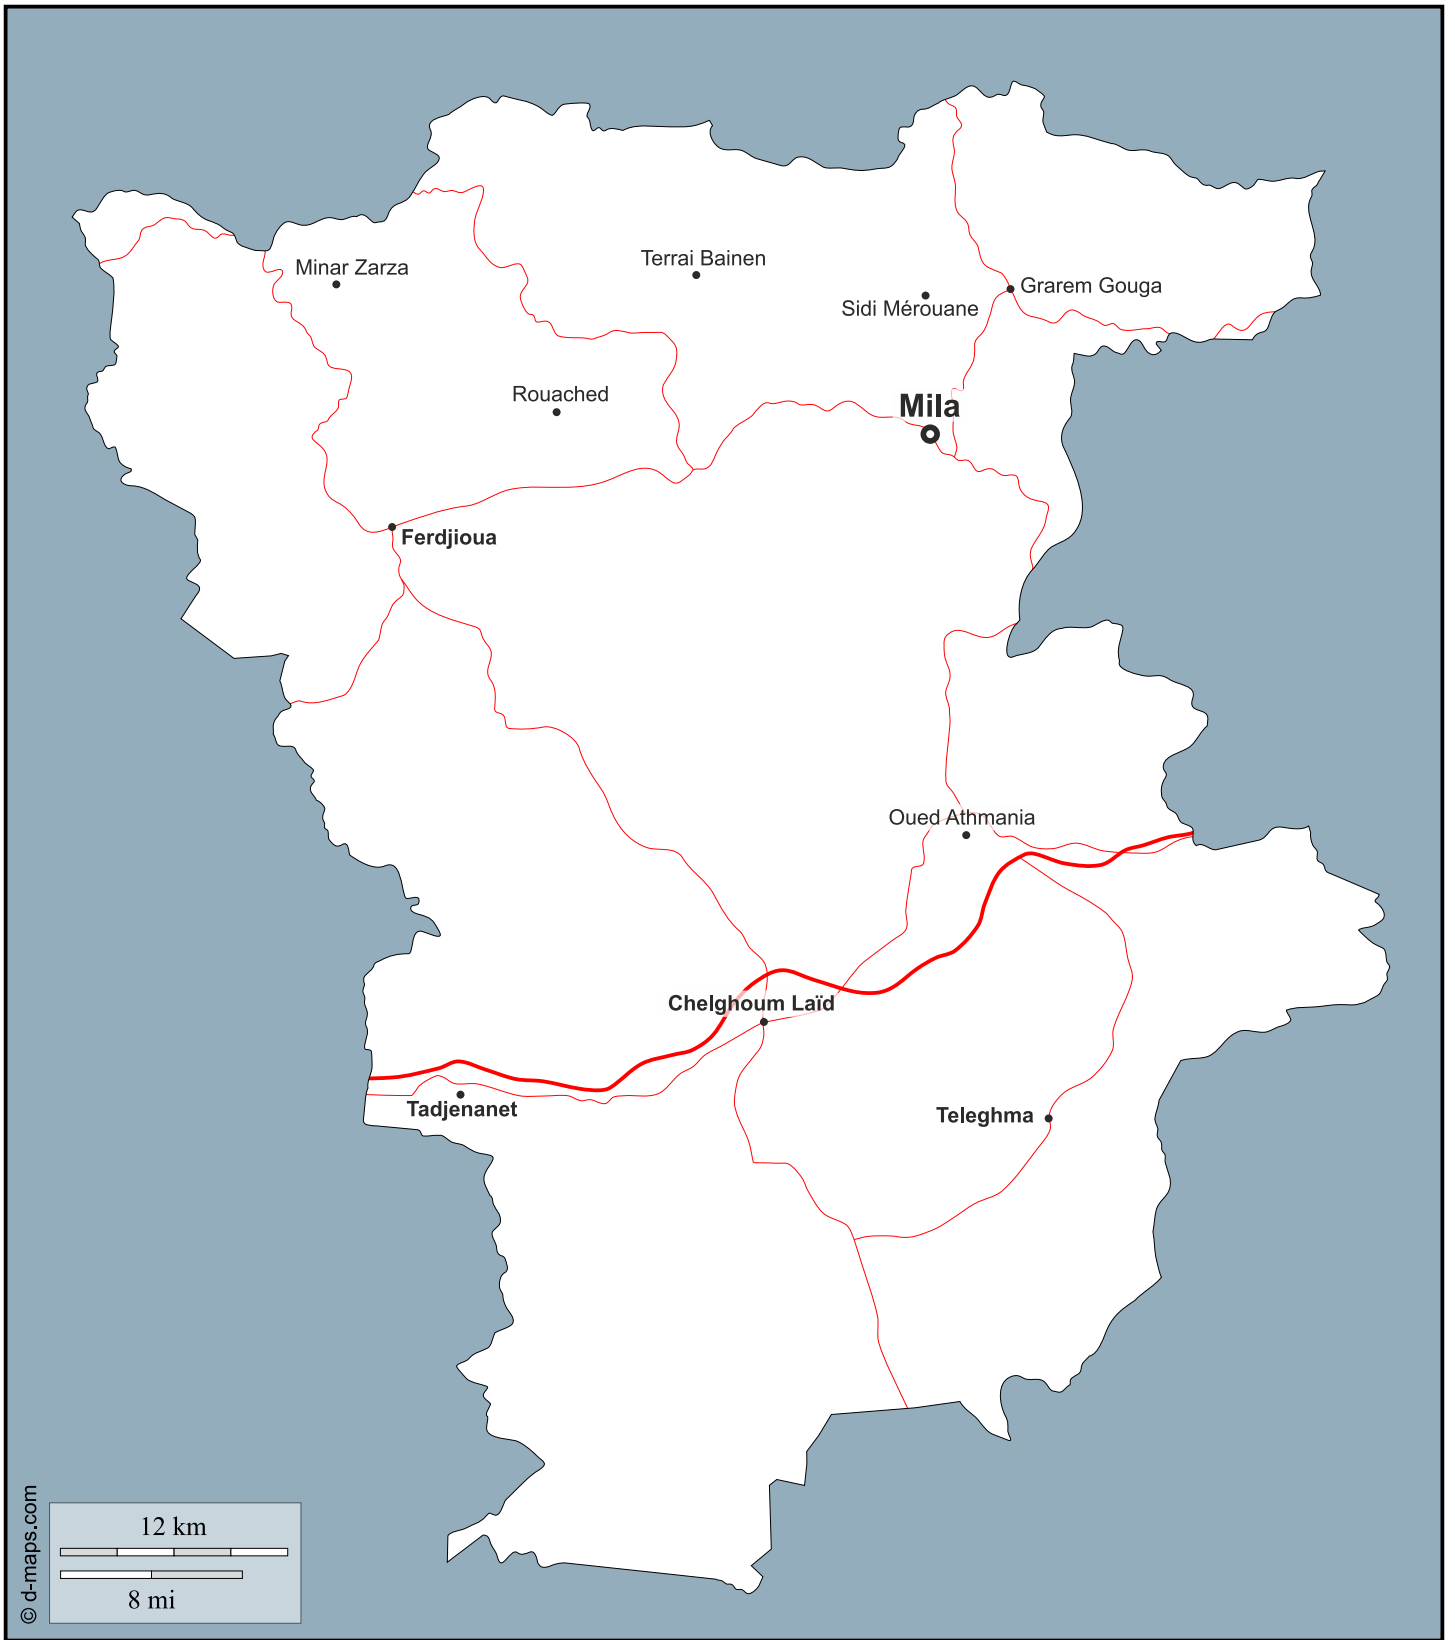 Terrai Bainen
Minar Zarza
Grarem Gouga
Sidi Mérouane
Rouached
Mila
Ferdjioua
Oued Athmania
Chelghoum Laïd
Tadjenanet
Teleghma
12 km
8 mi
© d-maps.com